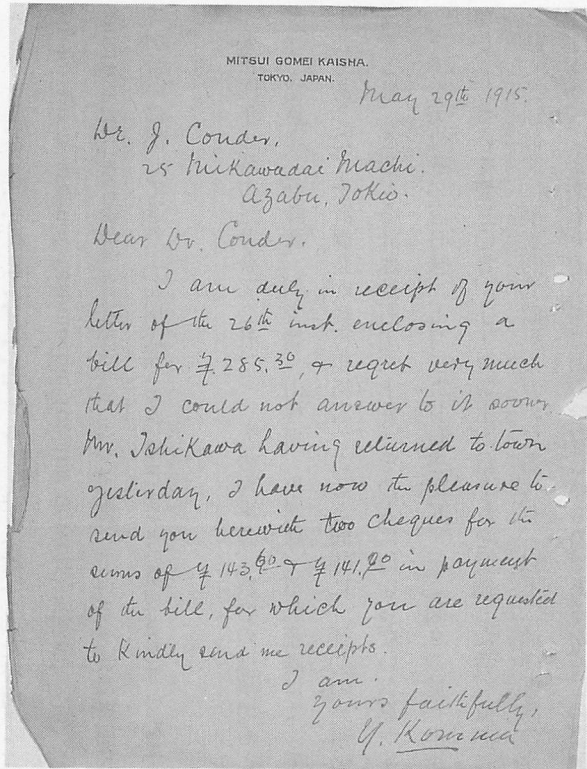 MITSUI GOMEI KAISHA.
TOKYO, JAPAN.
May 29th 1915.
Dr. J. Conder,
25 Mikawadai Machi.
Azabu, Tokio.
Dear Dr. Conder.
I am duly in receipt of your
letter of the 26th inst. enclosing a
bill for ¥285.30, & regret very much
that I could not answer to it sooner
Mr. Ishikawa having returned to town
yesterday, I have now the pleasure to
send you herewith two cheques for the
sums of ¥143.60 & ¥141.70 in payment
of the bill, for which you are requested
to kindly send me receipts.
I am.
yours faithfully,
Y.